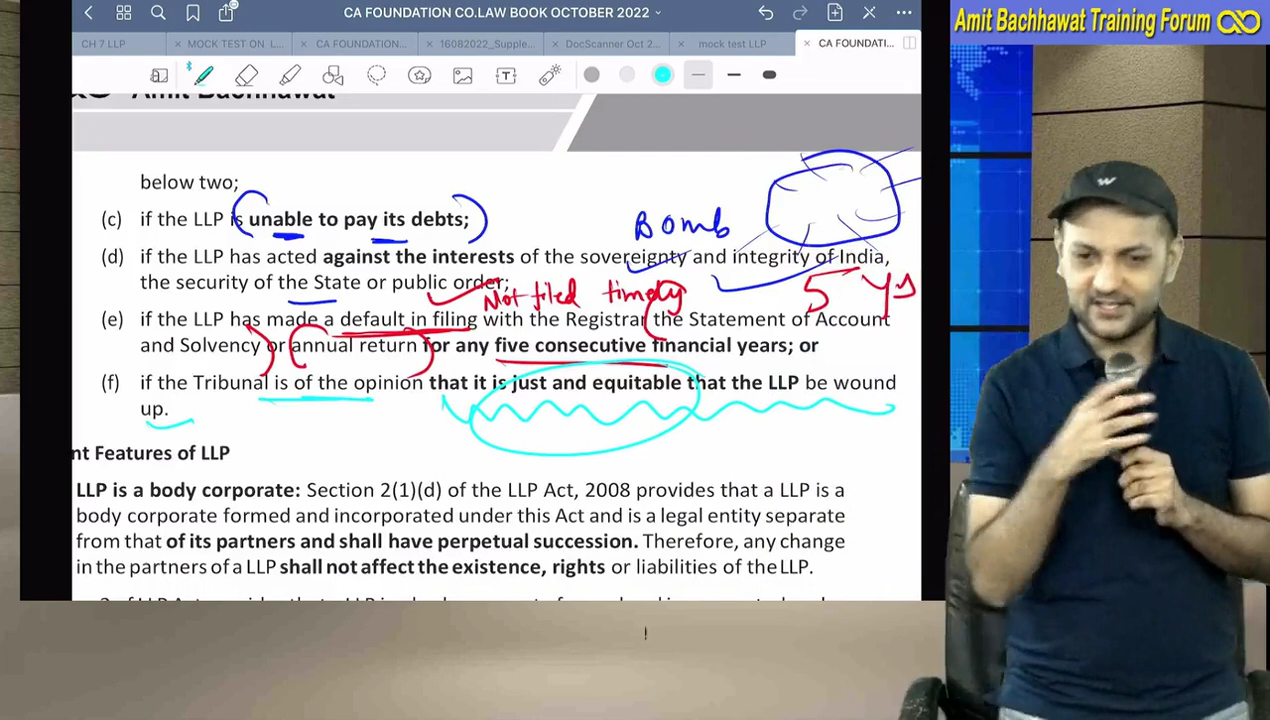 CA FOUNDATION CO.LAW BOOK OCTOBER 2022
Amit Bachhawat Training Forum
CH 7 LLP
MOCK TEST ON L...
CA FOUNDATION...
16082022_Supple...
DocScanner Oct 2...
mock test LLP
CA FOUNDATI...
Amit Bachhawat
below two;
(c) if the LLP is unable to pay its debts;
Bomb
(d) if the LLP has acted against the interests of the sovereignty and integrity of India,
the security of the State or public order;
Not filed timely
5 Ys
(e) if the LLP has made a default in filing with the Registrar the Statement of Account
and Solvency or annual return for any five consecutive financial years; or
(f) if the Tribunal is of the opinion that it is just and equitable that the LLP be wound
up.
nt Features of LLP
LLP is a body corporate: Section 2(1)(d) of the LLP Act, 2008 provides that a LLP is a
body corporate formed and incorporated under this Act and is a legal entity separate
from that of its partners and shall have perpetual succession. Therefore, any change
in the partners of a LLP shall not affect the existence, rights or liabilities of the LLP.